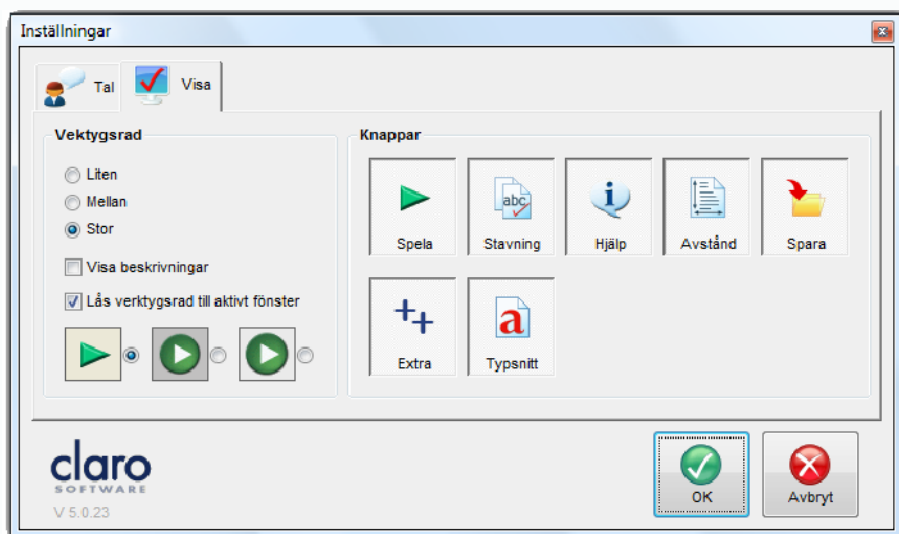 Inställningar
Tal
Visa
Vektygsrad
Liten
Mellan
Stor
Visa beskrivningar
Lås verktygsrad till aktivt fönster
Knappar
abc
Spela
Stavning
Hjälp
Avstånd
Spara
a
Extra
Typsnitt
claro
SOFTWARE
V 5.0.23
OK
Avbryt